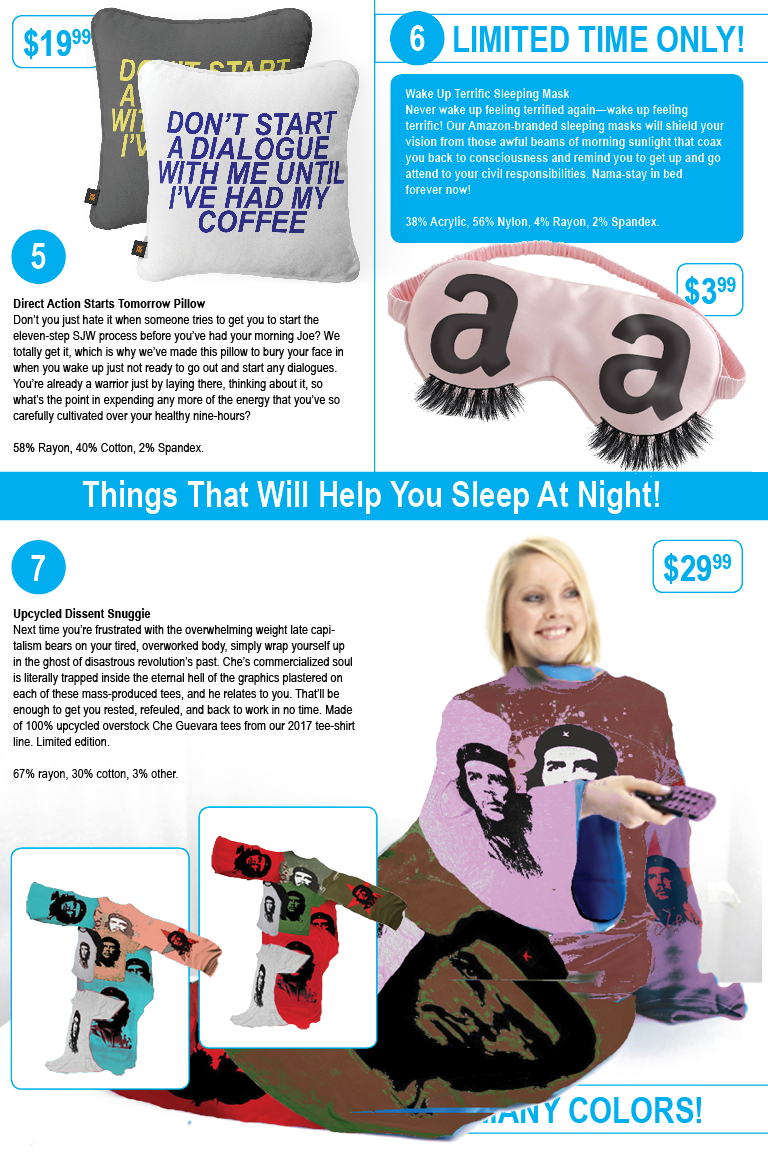 $19.99
DON'T START
A DIALOGUE
WITH ME UNTIL
I'VE HAD MY
COFFEE
5
Direct Action Starts Tomorrow Pillow
Don't you just hate it when someone tries to get you to start the
eleven-step SJW process before you've had your morning Joe? We
totally get it, which is why we've made this pillow to bury your face in
when you wake up just not ready to go out and start any dialogues.
You're already a warrior just by laying there, thinking about it, so
what's the point in expending any more of the energy that you've so
carefully cultivated over your healthy nine-hours?
58% Rayon, 40% Cotton, 2% Spandex.
6 LIMITED TIME ONLY!
Wake Up Terrific Sleeping Mask
Never wake up feeling terrified again—wake up feeling
terrific! Our Amazon-branded sleeping masks will shield your
vision from those awful beams of morning sunlight that coax
you back to consciousness and remind you to get up and go
attend to your civil responsibilities. Nama-stay in bed
forever now!
38% Acrylic, 56% Nylon, 4% Rayon, 2% Spandex.
$3.99
a a
Things That Will Help You Sleep At Night!
7
$29.99
Upcycled Dissent Snuggie
Next time you're frustrated with the overwhelming weight late capi-
talism bears on your tired, overworked body, simply wrap yourself up
in the ghost of disastrous revolution's past. Che's commercialized soul
is literally trapped inside the eternal hell of the graphics plastered on
each of these mass-produced tees, and he relates to you. That'll be
enough to get you rested, refeuled, and back to work in no time. Made
of 100% upcycled overstock Che Guevara tees from our 2017 tee-shirt
line. Limited edition.
67% rayon, 30% cotton, 3% other.
MANY COLORS!